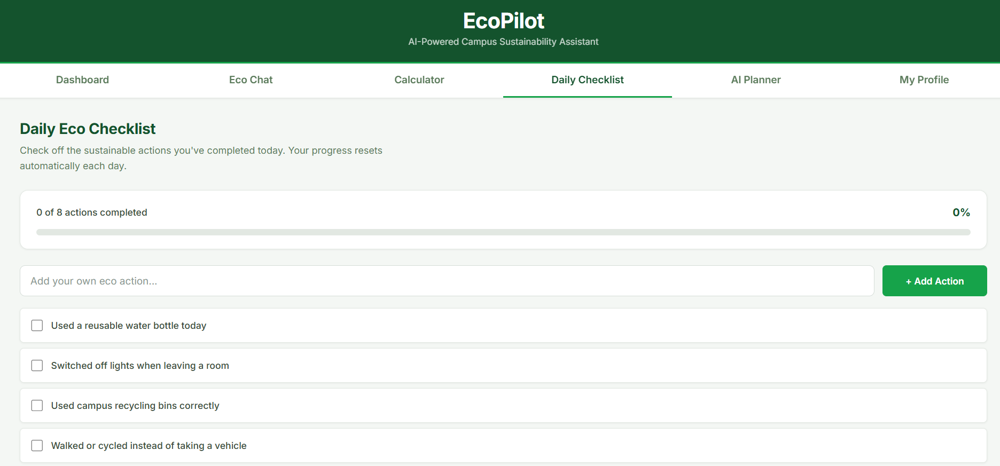 EcoPilot
AI-Powered Campus Sustainability Assistant
Dashboard
Eco Chat
Calculator
Daily Checklist
AI Planner
My Profile
Daily Eco Checklist
Check off the sustainable actions you've completed today. Your progress resets
automatically each day.
0 of 8 actions completed
0%
Add your own eco action...
+ Add Action
Used a reusable water bottle today
Switched off lights when leaving a room
Used campus recycling bins correctly
Walked or cycled instead of taking a vehicle